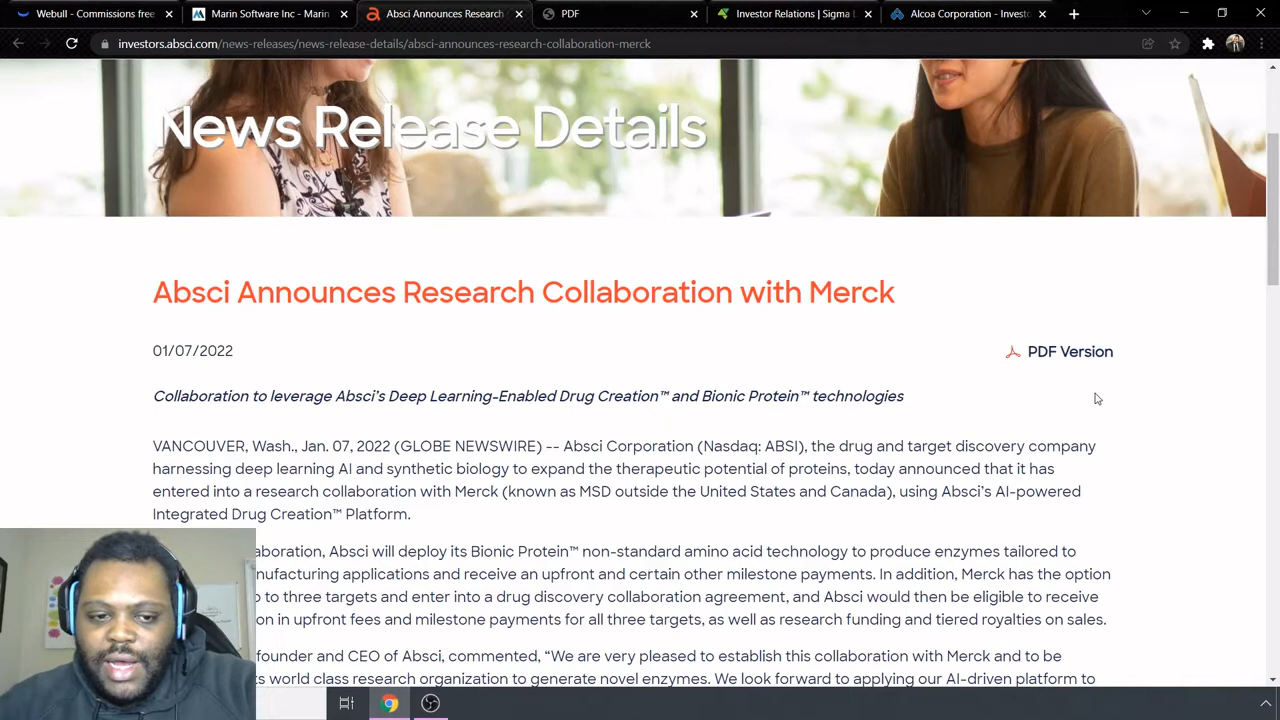 Webull - Commissions free
Marin Software Inc - Marin
Absci Announces Research
PDF
Investor Relations | Sigma L
Alcoa Corporation - Investo
investors.absci.com/news-releases/news-release-details/absci-announces-research-collaboration-merck
News Release Details
Absci Announces Research Collaboration with Merck
01/07/2022
PDF Version
Collaboration to leverage Absci's Deep Learning-Enabled Drug Creation™ and Bionic Protein™ technologies
VANCOUVER, Wash., Jan. 07, 2022 (GLOBE NEWSWIRE) -- Absci Corporation (Nasdaq: ABSI), the drug and target discovery company
harnessing deep learning AI and synthetic biology to expand the therapeutic potential of proteins, today announced that it has
entered into a research collaboration with Merck (known as MSD outside the United States and Canada), using Absci's AI-powered
Integrated Drug Creation™ Platform.
aboration, Absci will deploy its Bionic Protein™ non-standard amino acid technology to produce enzymes tailored to
nufacturing applications and receive an upfront and certain other milestone payments. In addition, Merck has the option
o to three targets and enter into a drug discovery collaboration agreement, and Absci would then be eligible to receive
on in upfront fees and milestone payments for all three targets, as well as research funding and tiered royalties on sales.
founder and CEO of Absci, commented, “We are very pleased to establish this collaboration with Merck and to be
ts world class research organization to generate novel enzymes. We look forward to applying our AI-driven platform to